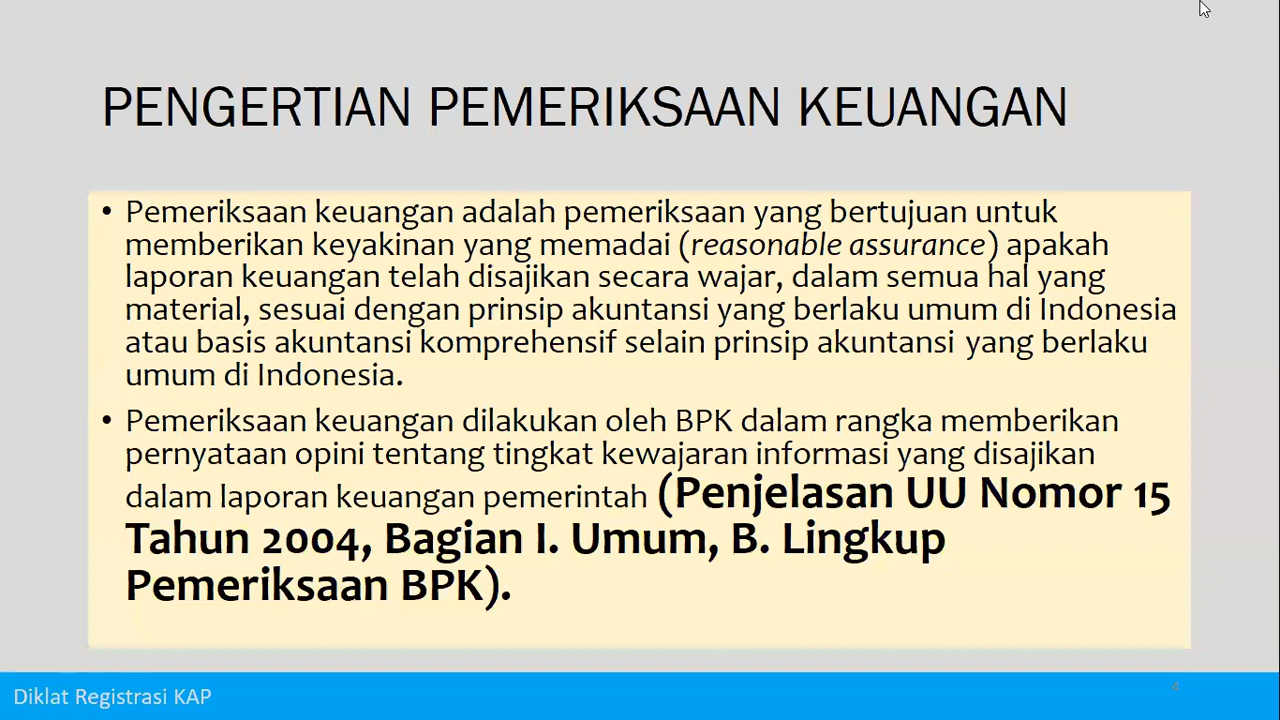 PENGERTIAN PEMERIKSAAN KEUANGAN
• Pemeriksaan keuangan adalah pemeriksaan yang bertujuan untuk
memberikan keyakinan yang memadai (reasonable assurance) apakah
laporan keuangan telah disajikan secara wajar, dalam semua hal yang
material, sesuai dengan prinsip akuntansi yang berlaku umum di Indonesia
atau basis akuntansi komprehensif selain prinsip akuntansi yang berlaku
umum di Indonesia.
• Pemeriksaan keuangan dilakukan oleh BPK dalam rangka memberikan
pernyataan opini tentang tingkat kewajaran informasi yang disajikan
dalam laporan keuangan pemerintah (Penjelasan UU Nomor 15
Tahun 2004, Bagian I. Umum, B. Lingkup
Pemeriksaan BPK).
Diklat Registrasi KAP
4